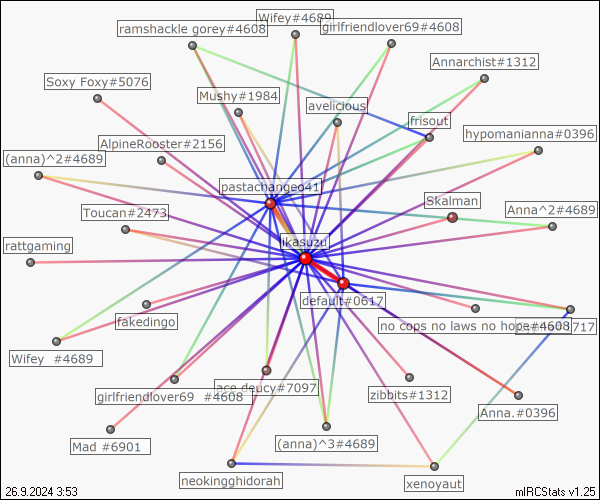 Wifey#4689
ramshackle gorey#4608
girlfriendlover69#4608
Annarchist#1312
Soxy Foxy#5076
Mushy#1984
avelicious
frisout
hypomanianna#0396
AlpineRooster#2156
(anna)^2#4689
pastachangeo41
Skalman
Toucan#2473
Anna^2#4689
likasuzu
rattgaming
default#0617
fakedingo
no cops no laws no hope#4608
717
Wifey #4689
ace deucy#7097
girlfriendlover69 #4608
zibbits#1312
Anna.#0396
Mad #6901
(anna)^3#4689
neokingghidorah
xenoyaut
26.9.2024 3:53
mIRCStats v1.25